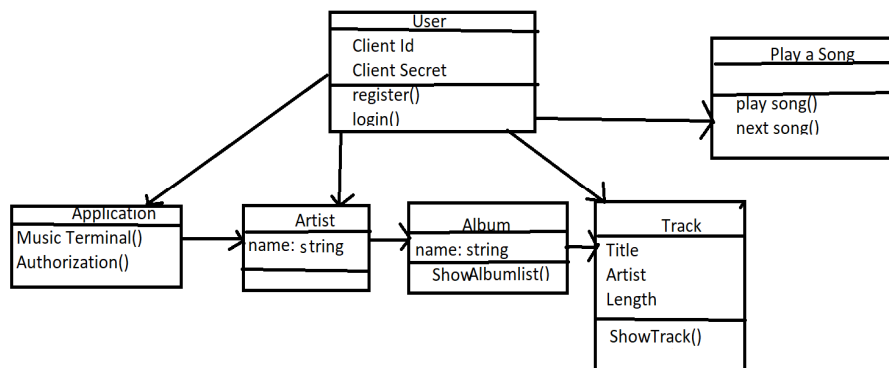 User
Client Id
Client Secret
register()
login()
Play a Song
play song()
next song()
Application
Music Terminal()
Authorization()
Artist
name: string
Album
name: string
ShowAlbumlist()
Track
Title
Artist
Length
ShowTrack()